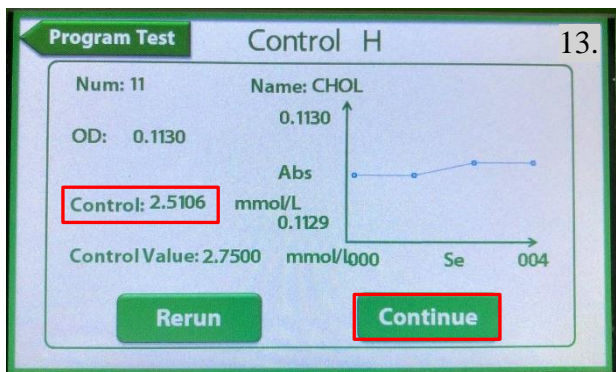 Program Test
Control H
13.
Num: 11
Name: CHOL
0.1130
OD: 0.1130
Abs
Control: 2.5106 mmol/L
0.1129
Control Value: 2.7500 mmol/L
000 Se 004
Rerun
Continue